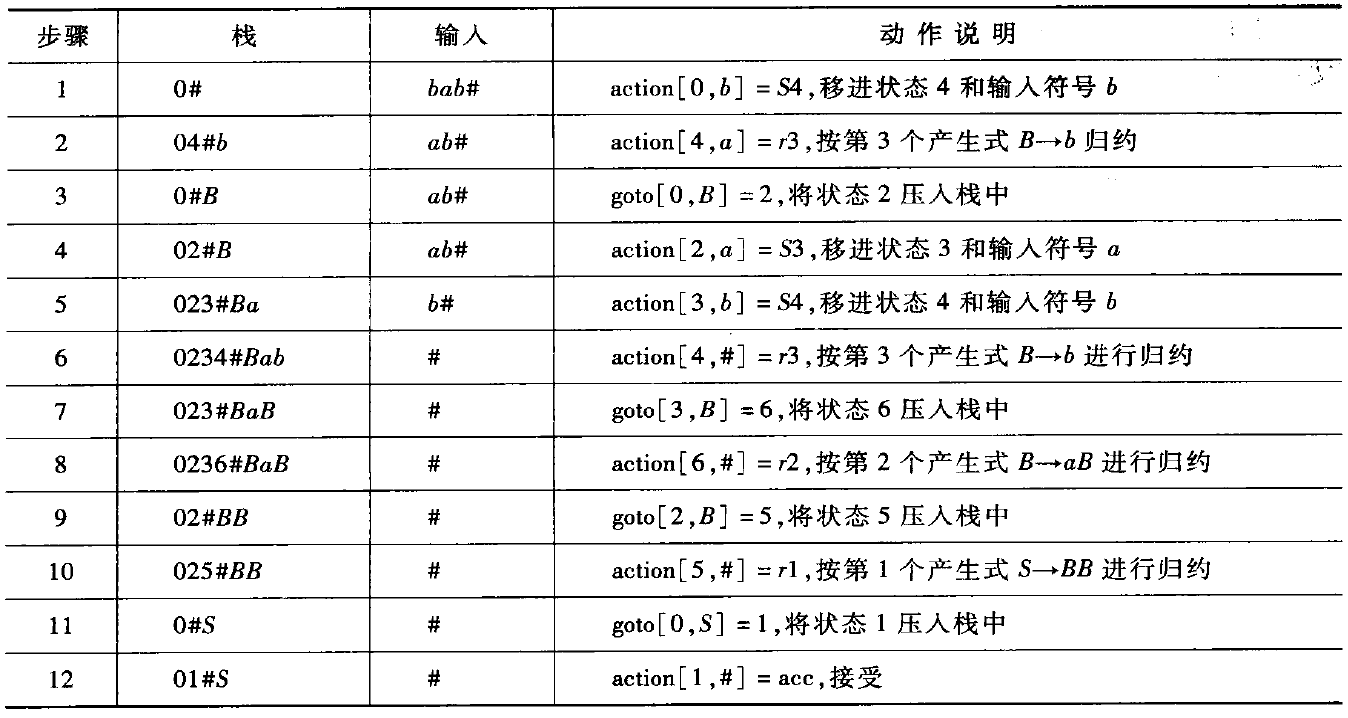 步骤 栈 输入 动作说明
1 0# bab# action[0,b] = S4,移进状态 4 和输入符号 b
2 04#b ab# action[4,a] = r3,按第 3 个产生式 B→b 归约
3 0#B ab# goto[0,B] = 2,将状态 2 压入栈中
4 02#B ab# action[2,a] = S3,移进状态 3 和输入符号 a
5 023#Ba b# action[3,b] = S4,移进状态 4 和输入符号 b
6 0234#Bab # action[4,#] = r3,按第 3 个产生式 B→b 进行归约
7 023#BaB # goto[3,B] = 6,将状态 6 压入栈中
8 0236#BaB # action[6,#] = r2,按第 2 个产生式 B→aB 进行归约
9 02#BB # goto[2,B] = 5,将状态 5 压入栈中
10 025#BB # action[5,#] = r1,按第 1 个产生式 S→BB 进行归约
11 0#S # goto[0,S] = 1,将状态 1 压入栈中
12 01#S # action[1,#] = acc,接受